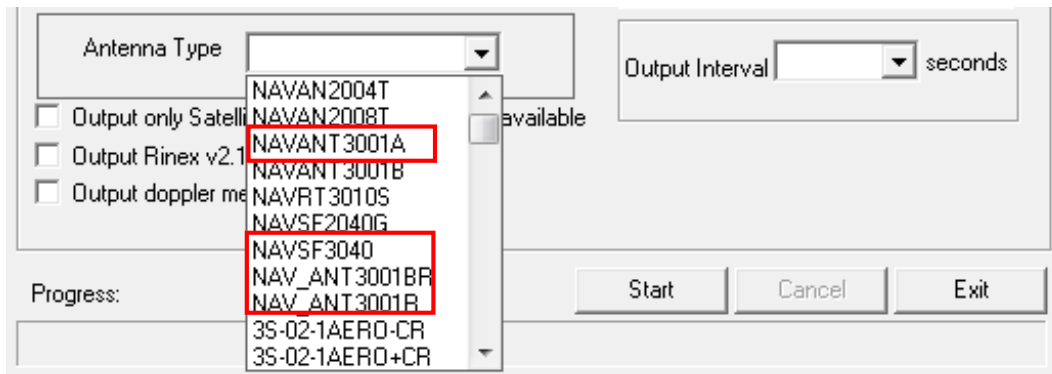 Antenna Type
Output Interval seconds
NAVAN2004T
Output only Satelli NAVAN2008T available
NAVANT3001A
Output Rinex v2.1
NAVANT3001B
Output doppler me NAVRT3010S
NAVSF2040G
NAVSF3040
NAV_ANT3001BR
NAV_ANT3001R
3S-02-1AERO-CR
3S-02-1AERO+CR
Progress:
Start Cancel Exit